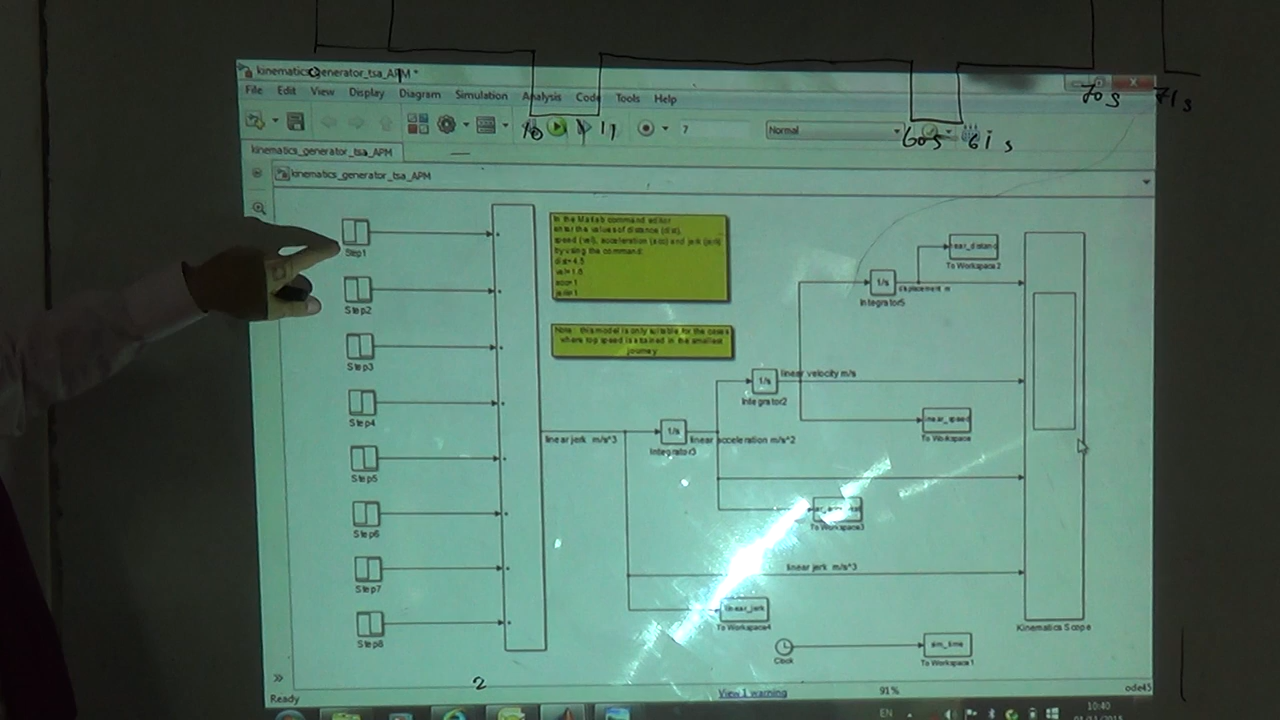 kinematics_generator_tsa_APM *
File Edit View Display Diagram Simulation Analysis Code Tools Help
7 Normal
10 11 60s 61s 70s 71s
kinematics_generator_tsa_APM
kinematics_generator_tsa_APM
Step1
Step2
Step3
Step4
Step5
Step6
Step7
Step8
In the Matlab command editor
enter the values of distance (dist),
speed (vel), acceleration (acc) and jerk (jerk)
by using the command:
dist=4.5
vel=1.6
acc=1
jerk=1
Note: this model is only suitable for the cases
where top speed is attained in the smallest
journey
To Workspace2
1/s
displacement m
Integrator5
1/s
linear velocity m/s
Integrator2
linear_speed
To Workspace
1/s
linear jerk m/s^3
linear acceleration m/s^2
Integrator3
To Workspace3
linear jerk m/s^3
linear_jerk
To Workspace4
Kinematics Scope
Clock
sim_time
To Workspace1
2
Ready
View 1 warning
91%
ode45
EN
10:40